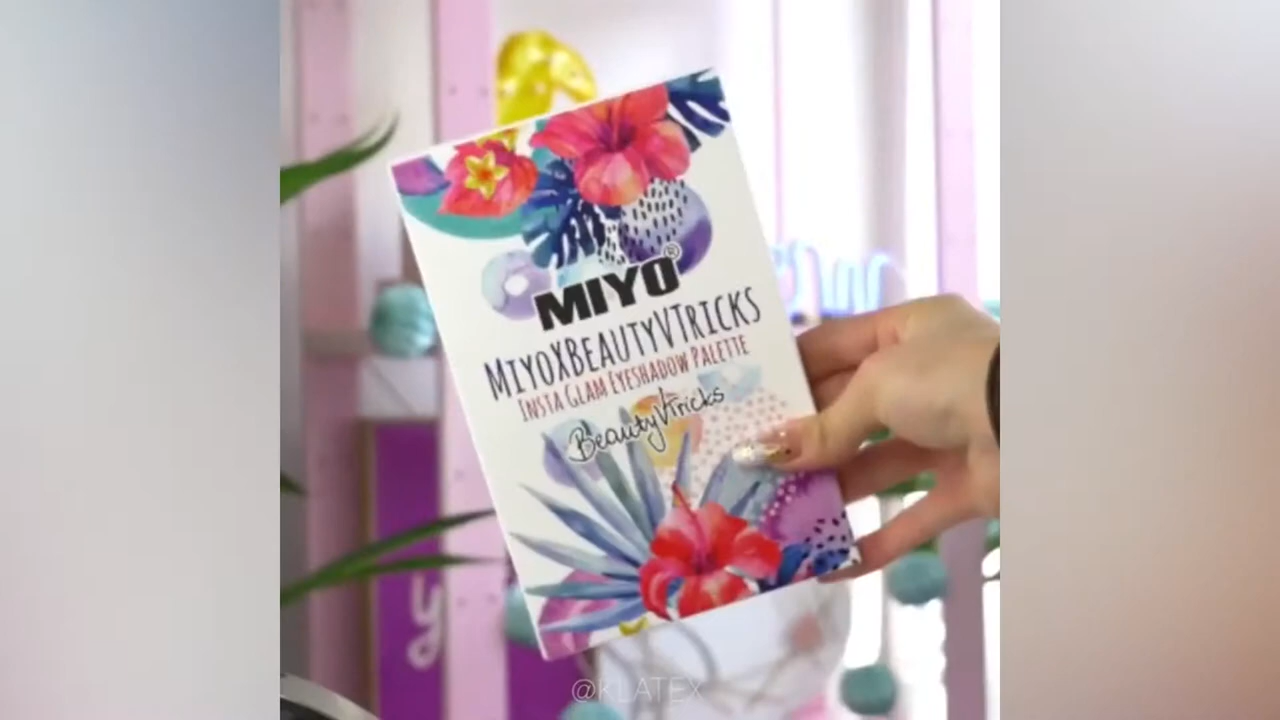 MIYO®
MIYOXBEAUTYVTRICKS
INSTA GLAM EYESHADOW PALETTE
BeautyVTricks
y
@KLATEX